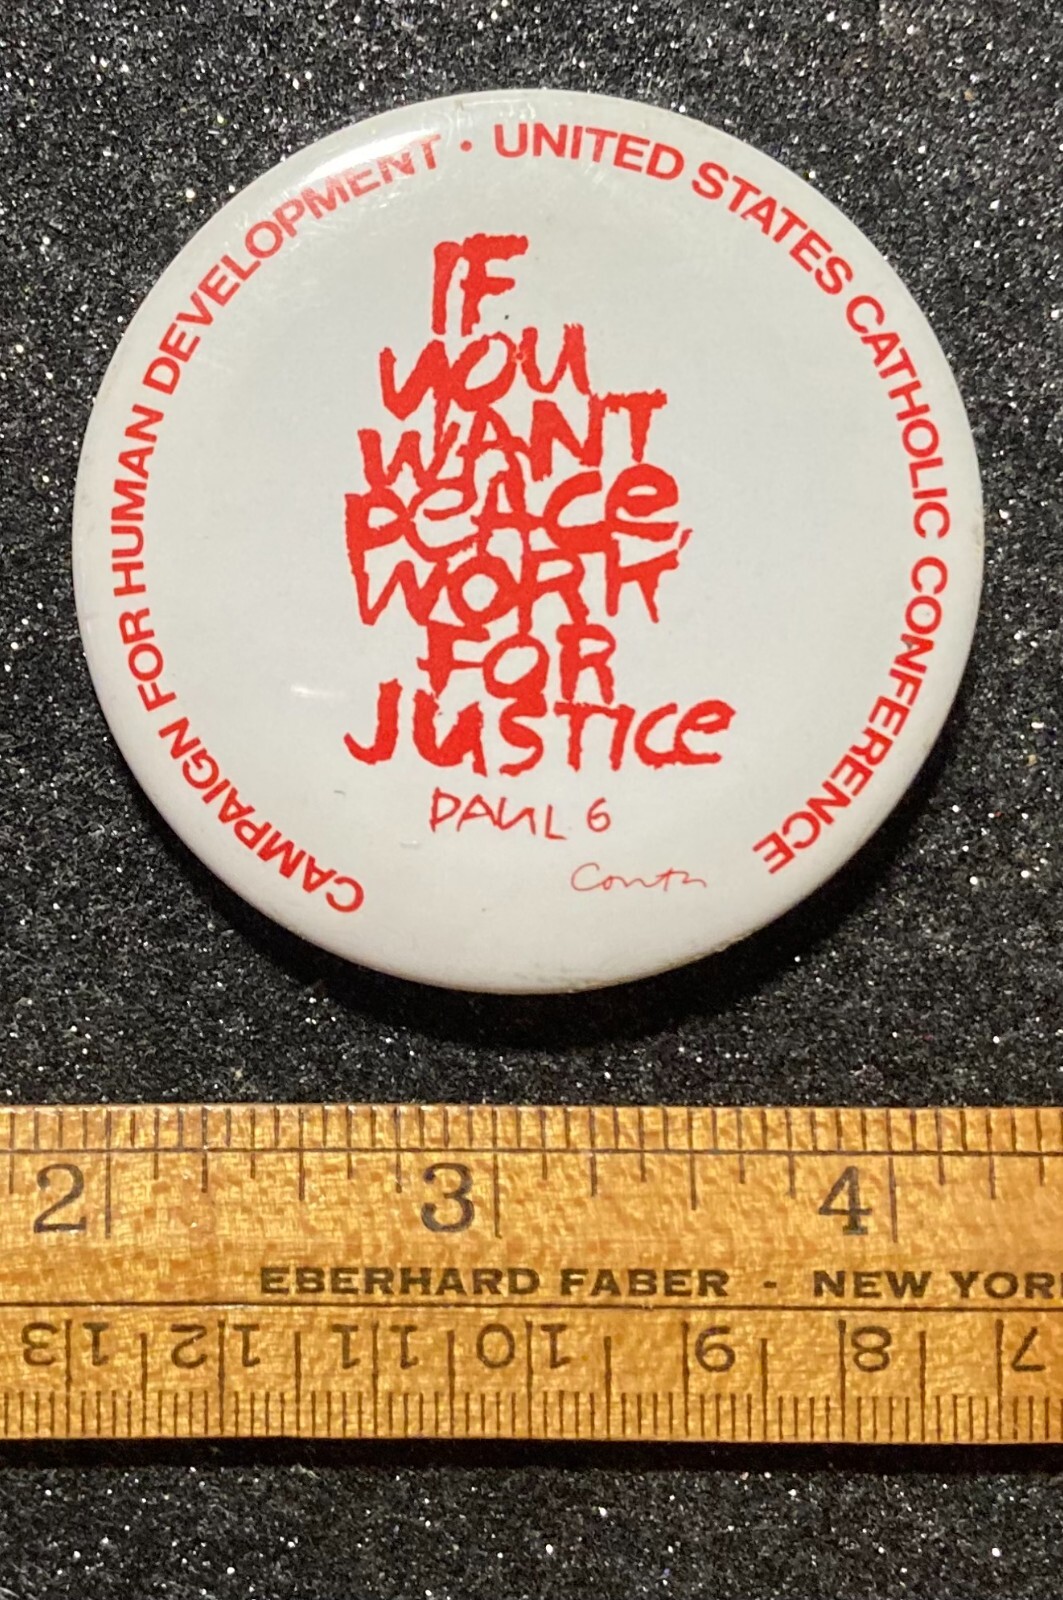 CAMPAIGN FOR HUMAN DEVELOPMENT · UNITED STATES CATHOLIC CONFERENCE
IF
YOU
WANT
PEACE,
WORK
FOR
JUSTICE
PAUL 6
2 3 4
EBERHARD FABER - NEW YOR
13 12 11 10 9 8 7